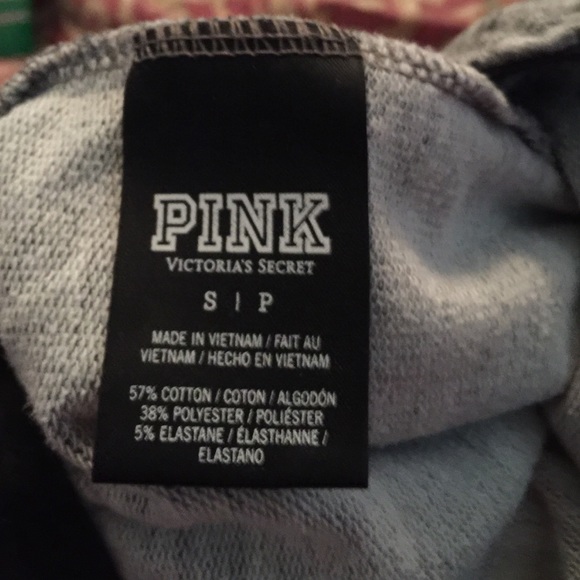 PINK
VICTORIA'S SECRET
S | P
MADE IN VIETNAM / FAIT AU
VIETNAM / HECHO EN VIETNAM
57% COTTON / COTON / ALGODÓN
38% POLYESTER / POLIÉSTER
5% ELASTANE / ÉLASTHANNE /
ELASTANO